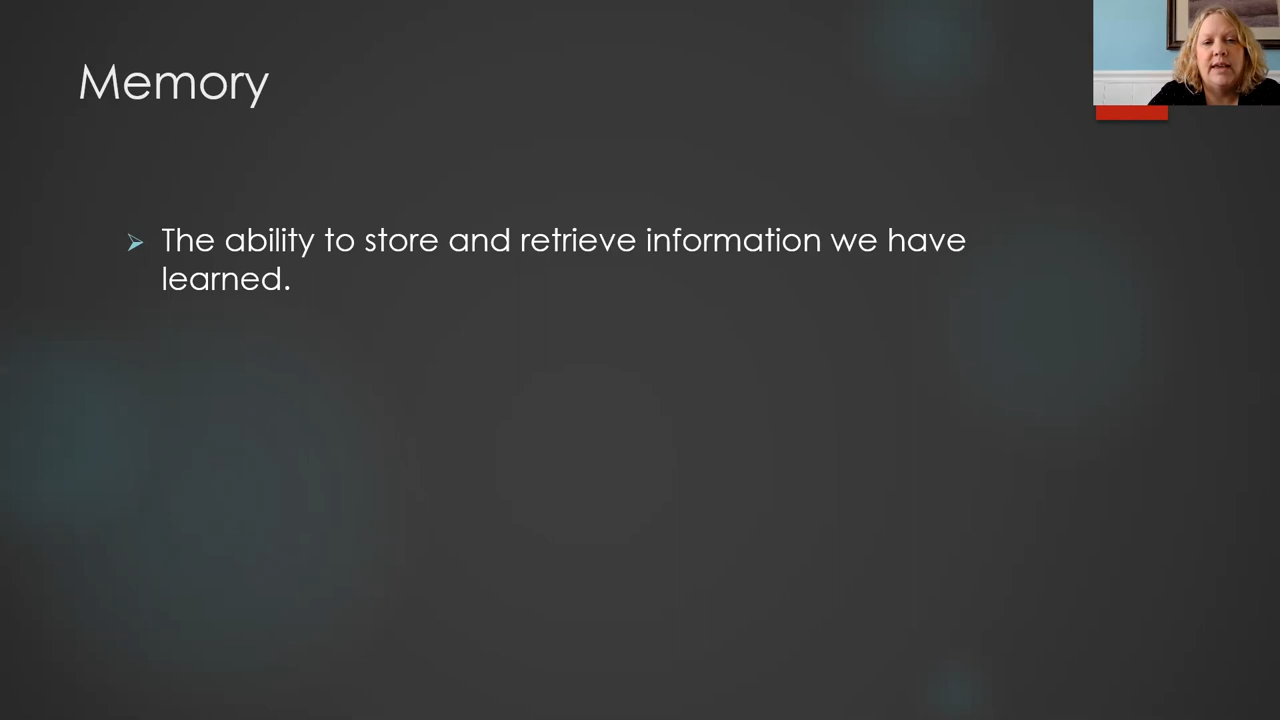 Memory
The ability to store and retrieve information we have
learned.